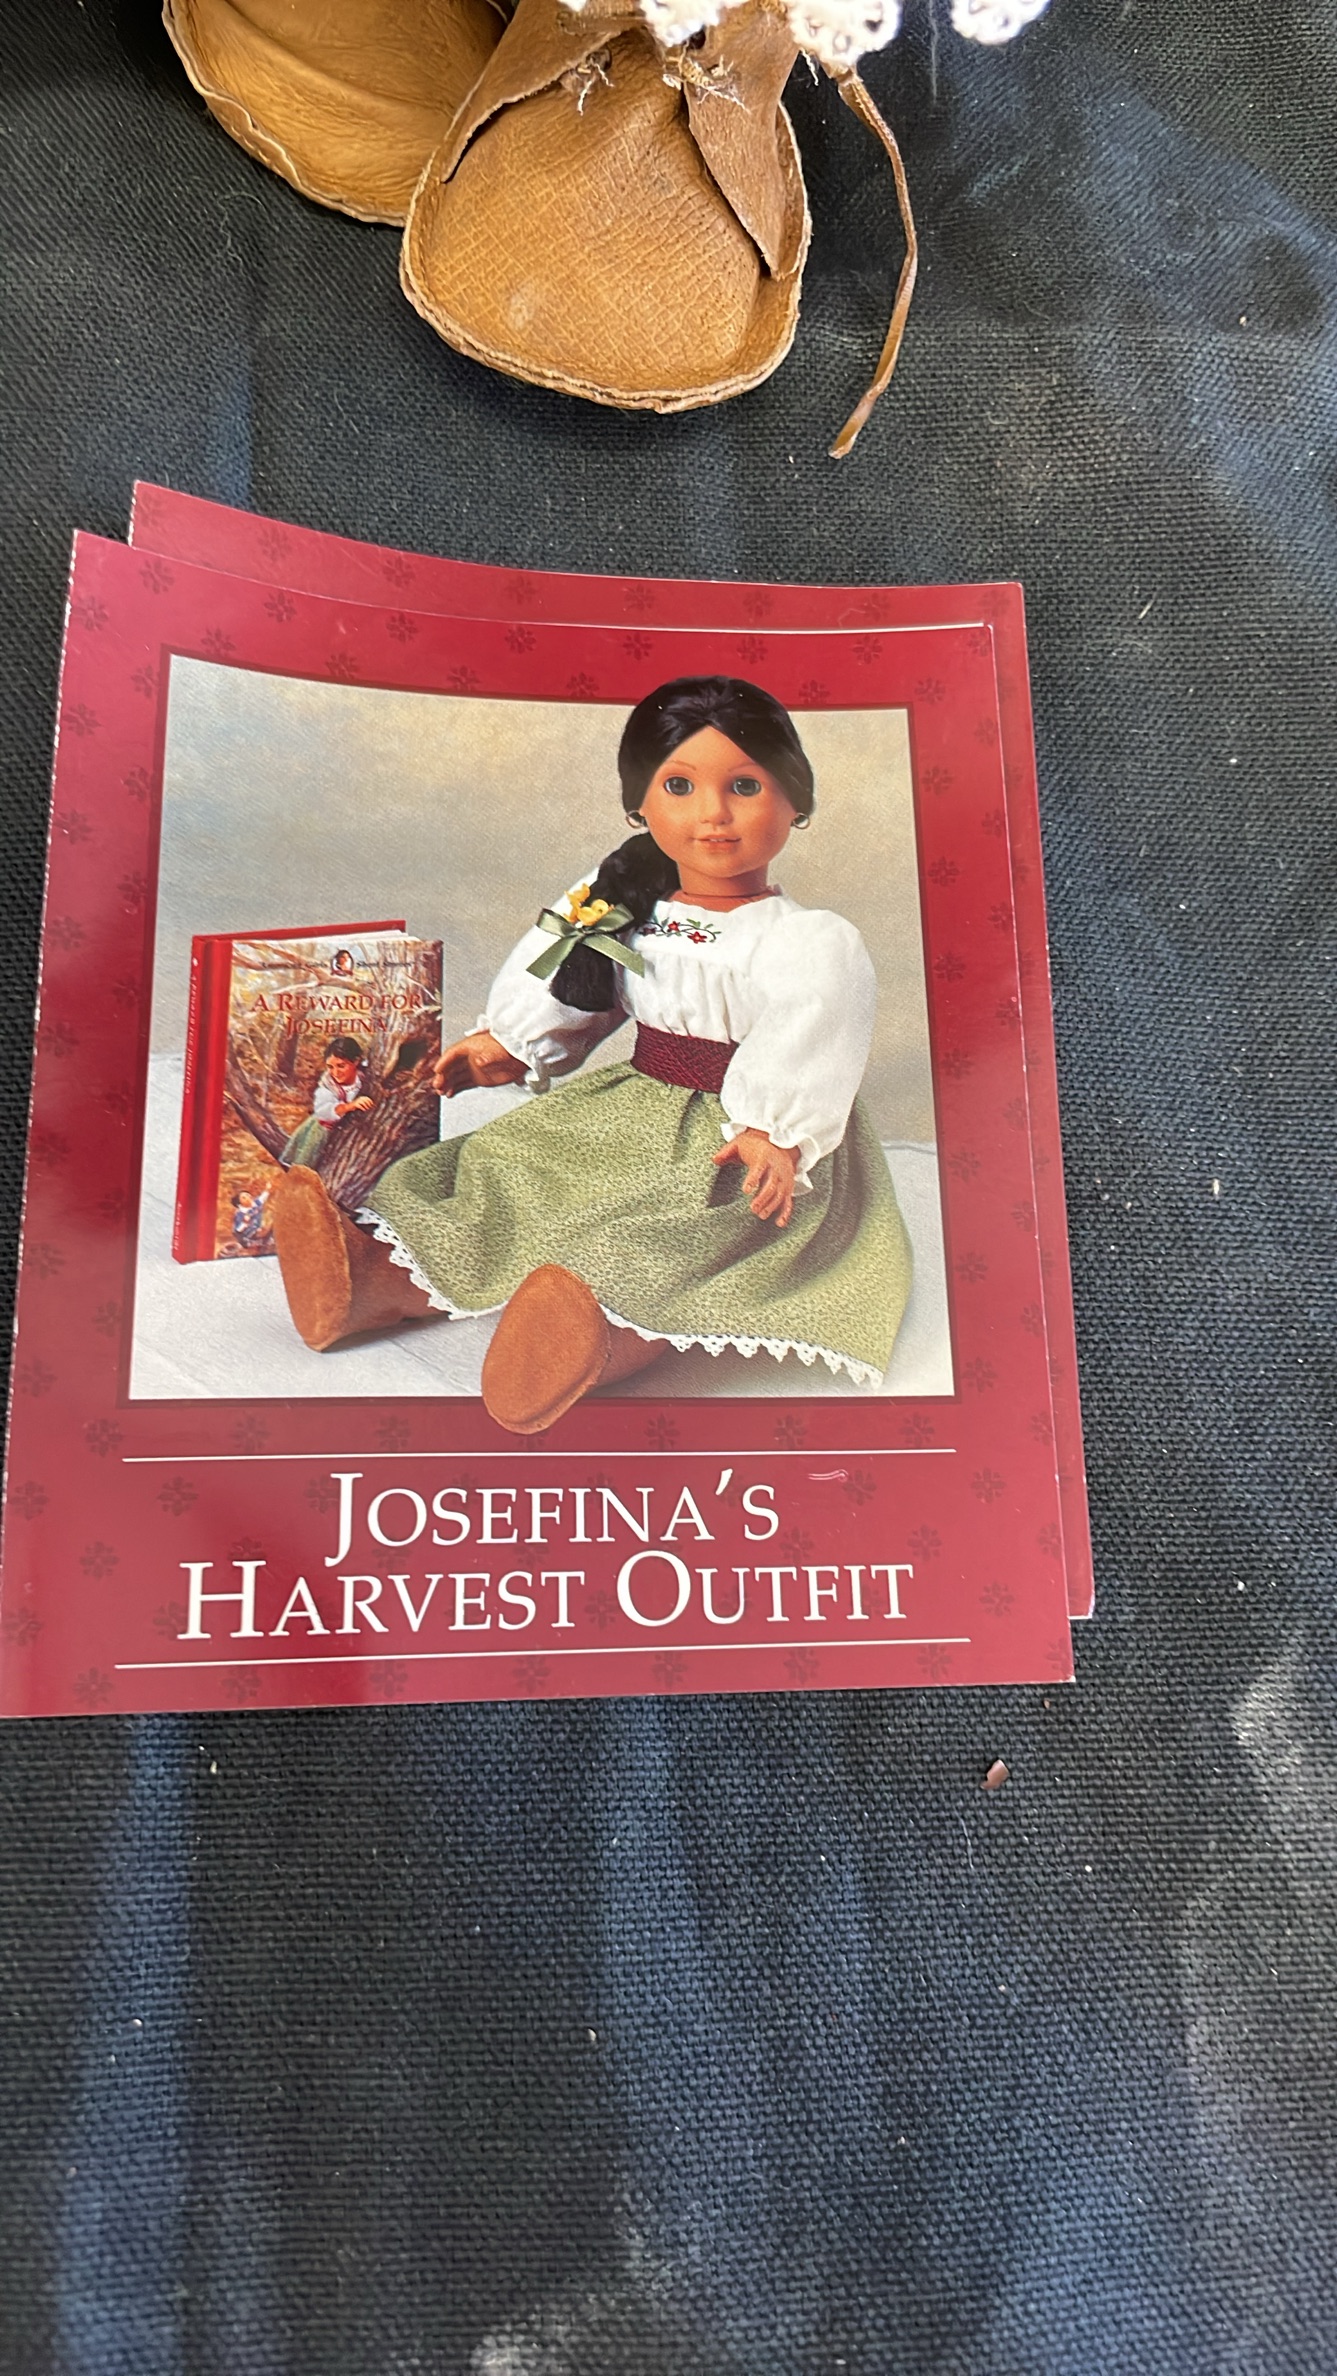 A REWARD FOR
JOSEFINA
JOSEFINA'S
HARVEST OUTFIT